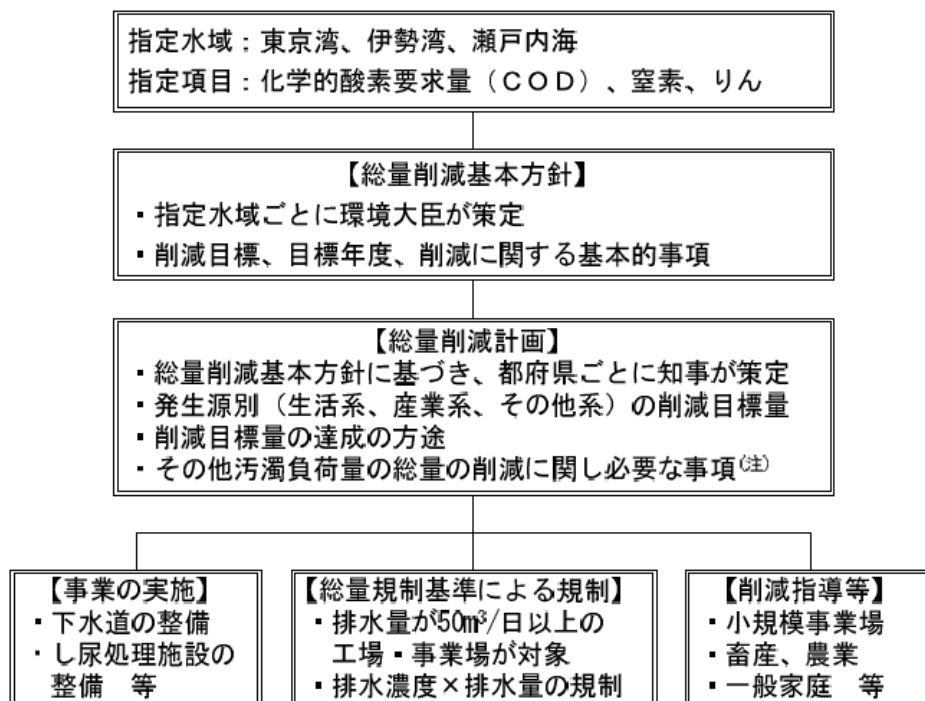 指定水域：東京湾、伊勢湾、瀬戸内海
指定項目：化学的酸素要求量（ＣＯＤ）、窒素、りん
【総量削減基本方針】
・指定水域ごとに環境大臣が策定
・削減目標、目標年度、削減に関する基本的事項
【総量削減計画】
・総量削減基本方針に基づき、都府県ごとに知事が策定
・発生源別（生活系、産業系、その他系）の削減目標量
・削減目標量の達成の方途
・その他汚濁負荷量の総量の削減に関し必要な事項(注)
【事業の実施】
・下水道の整備
・し尿処理施設の
整備　等
【総量規制基準による規制】
・排水量が50m³/日以上の
工場・事業場が対象
・排水濃度×排水量の規制
【削減指導等】
・小規模事業場
・畜産、農業
・一般家庭　等